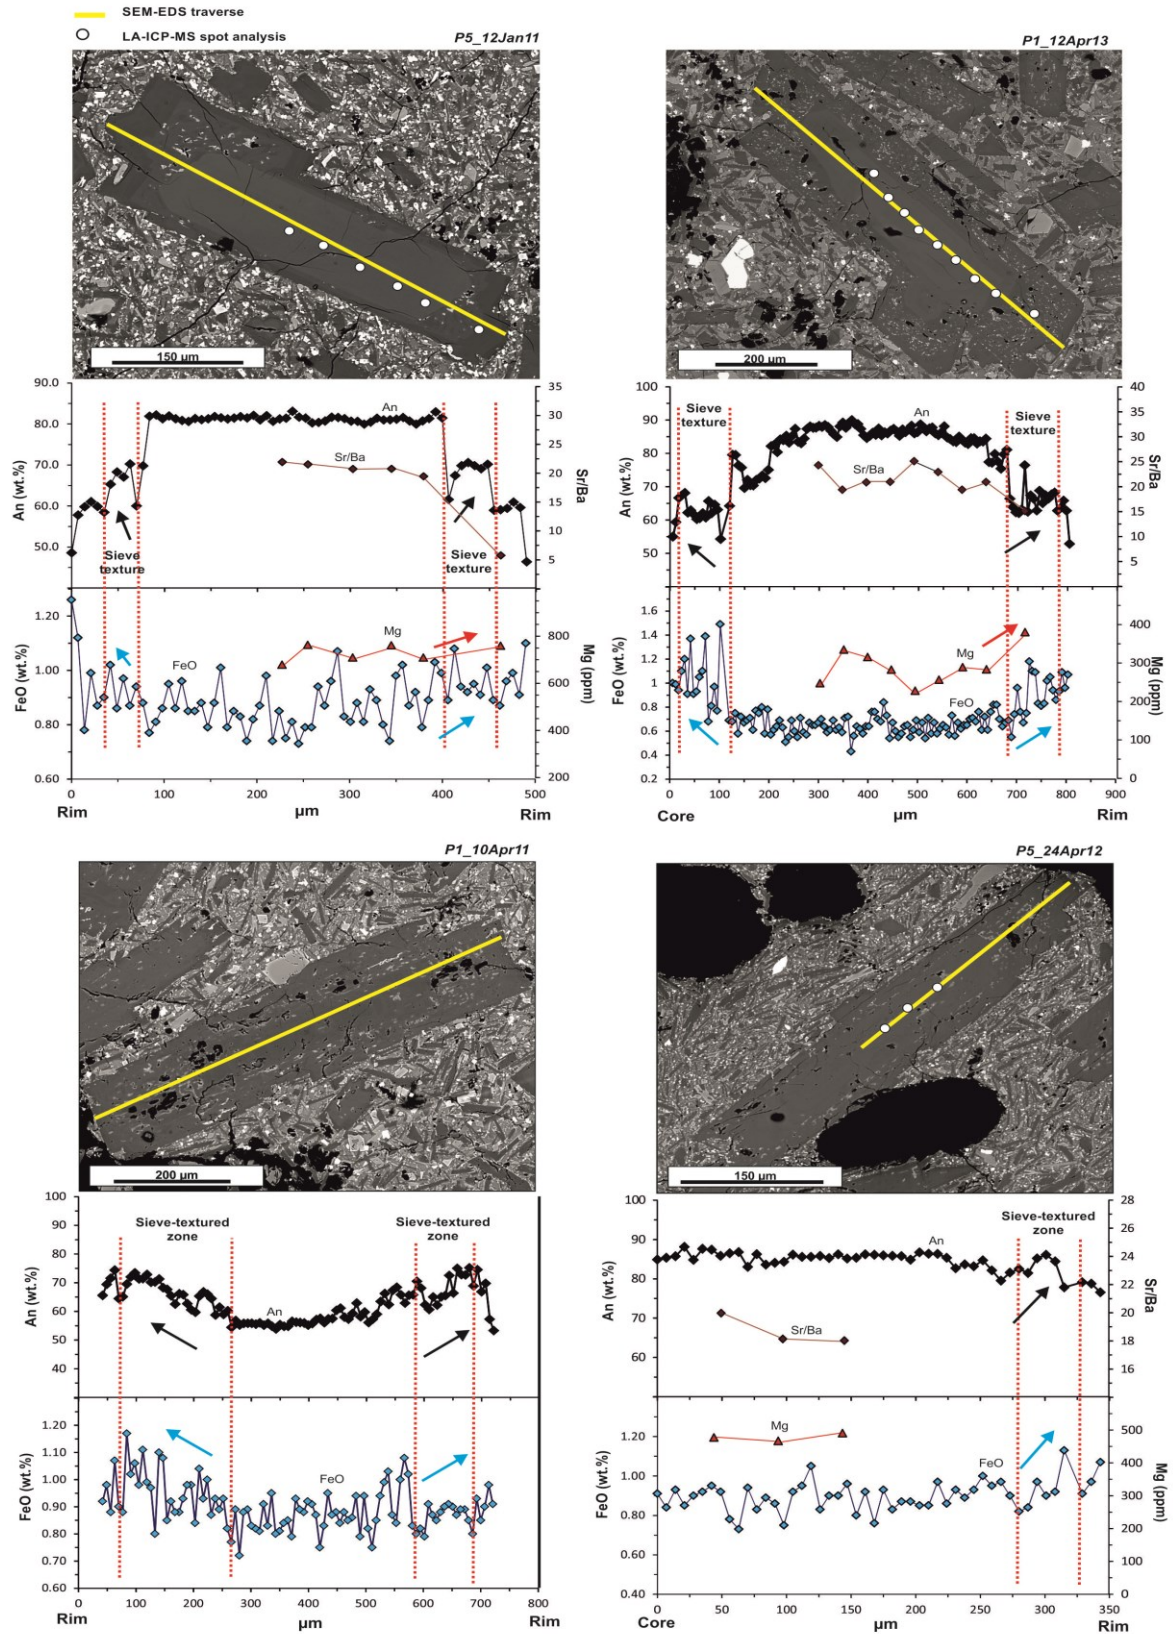 SEM-EDS traverse
LA-ICP-MS spot analysis
P5_12Jan11
P1_12Apr13
150 µm
200 µm
90.0
80.0
70.0
60.0
50.0
An (wt.%)
An
Sr/Ba
Sieve
texture
Sieve
texture
35
30
25
20
15
10
5
Sr/Ba
1.20
1.00
0.80
0.60
FeO (wt.%)
FeO
Mg
800
600
400
200
Mg (ppm)
0
100
200
300
400
500
Rim
µm
Rim
100
90
80
70
60
50
An (wt.%)
Sieve
texture
An
Sr/Ba
Sieve
texture
40
35
30
25
20
15
10
5
Sr/Ba
1.6
1.4
1.2
1.0
0.8
0.6
0.4
0.2
FeO (wt.%)
Mg
FeO
400
300
200
100
0
Mg (ppm)
0
100
200
300
400
500
600
700
800
900
Core
µm
Rim
P1_10Apr11
P5_24Apr12
200 µm
150 µm
100
90
80
70
60
50
40
An (wt.%)
Sieve-textured
zone
An
Sieve-textured
zone
1.20
1.10
1.00
0.90
0.80
0.70
0.60
FeO (wt.%)
FeO
0
100
200
300
400
500
600
700
800
Rim
µm
Rim
100
90
80
70
60
An (wt.%)
An
Sr/Ba
Sieve-textured
zone
28
26
24
22
20
18
16
14
Sr/Ba
1.20
1.00
0.80
0.60
0.40
FeO (wt.%)
Mg
FeO
500
400
300
200
100
0
Mg (ppm)
0
50
100
150
200
250
300
350
Core
µm
Rim